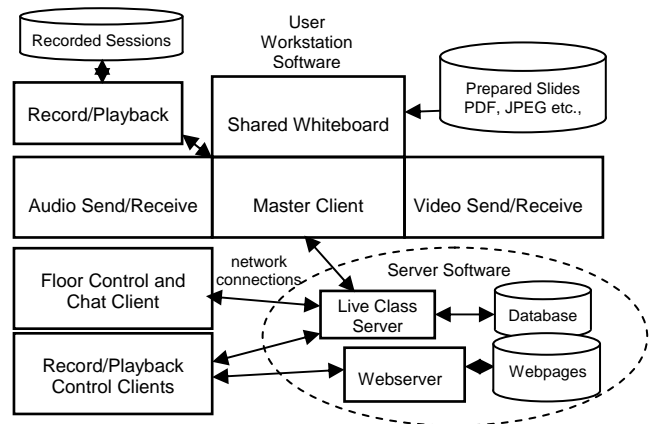 User
Workstation
Software
Recorded Sessions
Prepared Slides
PDF, JPEG etc.,
Record/Playback
Shared Whiteboard
Audio Send/Receive
Master Client
Video Send/Receive
network
connections
Server Software
Floor Control and
Chat Client
Live Class
Server
Database
Record/Playback
Control Clients
Webserver
Webpages